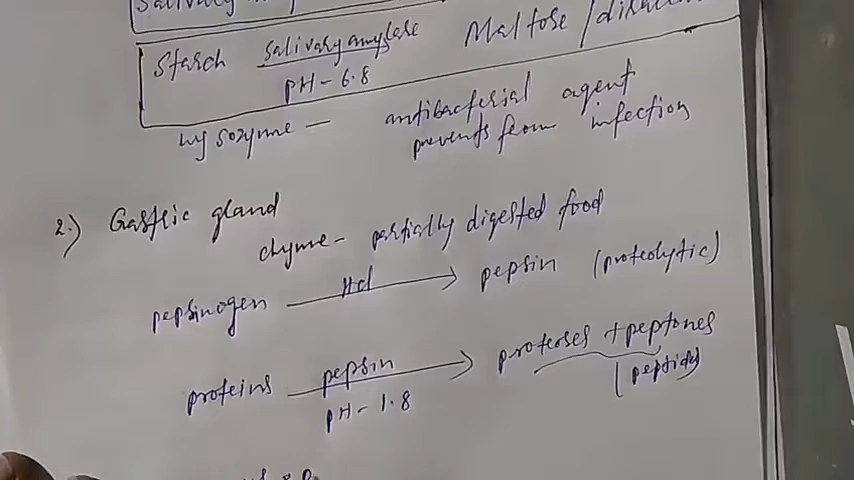 Salivary
Starch salivary amylase Maltose /
pH-6.8
lysozyme — antibacterial agent
prevents from infection
2.) Gastric gland
chyme- partially digested food
pepsinogen HCl → pepsin (proteolytic)
proteins pepsin → proteoses + peptones
pH-1.8 (peptides)